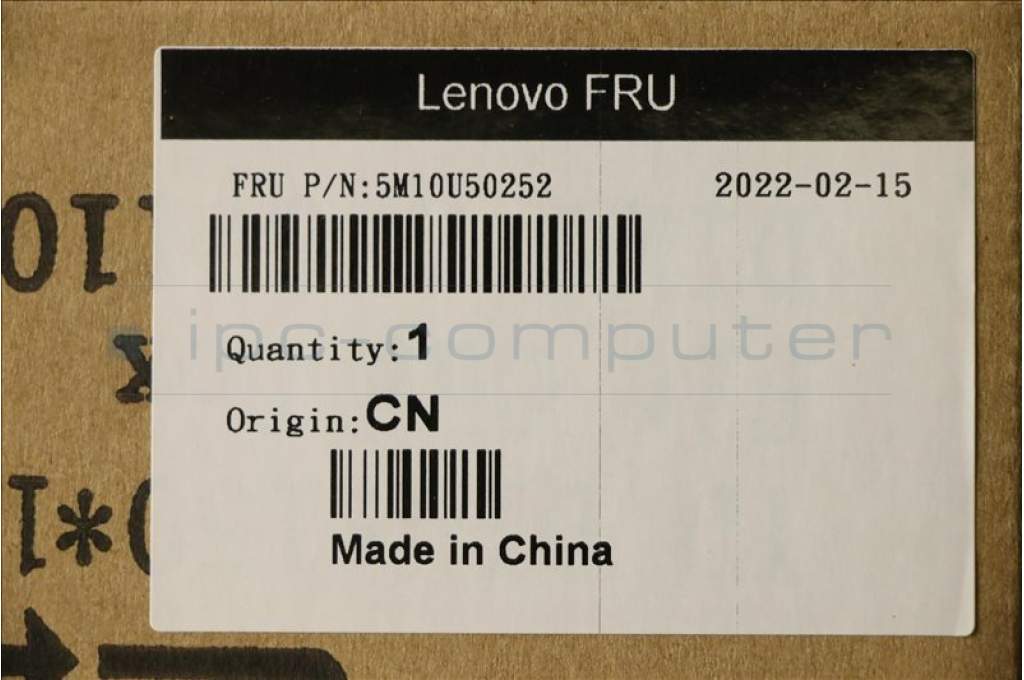 Lenovo FRU
FRU P/N:5M10U50252
2022-02-15
ipc-computer
Quantity:1
Origin:CN
Made in China